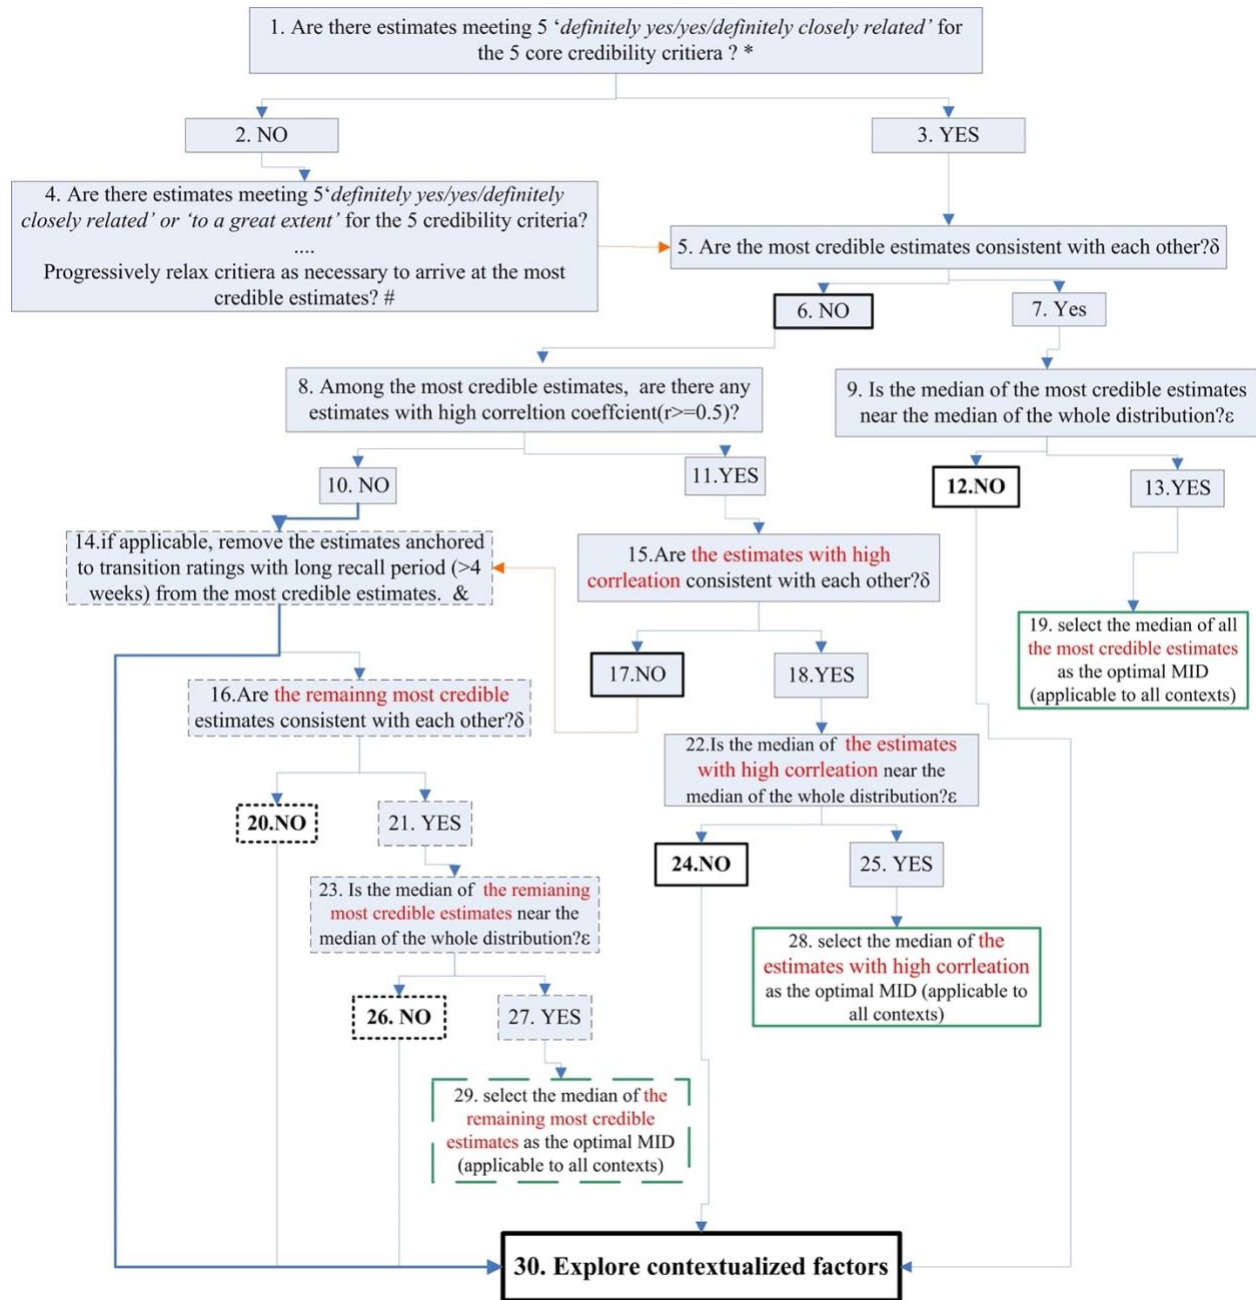 1. Are there estimates meeting 5 ‘definitely yes/yes/definitely closely related’ for
the 5 core credibility critiera ? *
2. NO
3. YES
4. Are there estimates meeting 5‘definitely yes/yes/definitely
closely related’ or ‘to a great extent’ for the 5 credibility criteria?
....
Progressively relax critiera as necessary to arrive at the most
credible estimates? #
5. Are the most credible estimates consistent with each other?δ
6. NO
7. Yes
8. Among the most credible estimates, are there any
estimates with high correltion coeffcient(r>=0.5)?
9. Is the median of the most credible estimates
near the median of the whole distribution?ε
10. NO
11.YES
12.NO
13.YES
14.if applicable, remove the estimates anchored
to transition ratings with long recall period (>4
weeks) from the most credible estimates. &
15.Are the estimates with high
corrleation consistent with each other?δ
16.Are the remainng most credible
estimates consistent with each other?δ
17.NO
18.YES
19. select the median of all
the most credible estimates
as the optimal MID
(applicable to all contexts)
20.NO
21. YES
22.Is the median of the estimates
with high corrleation near the
median of the whole distribution?ε
23. Is the median of the remianing
most credible estimates near the
median of the whole distribution?ε
24.NO
25. YES
26. NO
27. YES
28. select the median of the
estimates with high corrleation
as the optimal MID (applicable to
all contexts)
29. select the median of the
remaining most credible
estimates as the optimal MID
(applicable to all contexts)
30. Explore contextualized factors